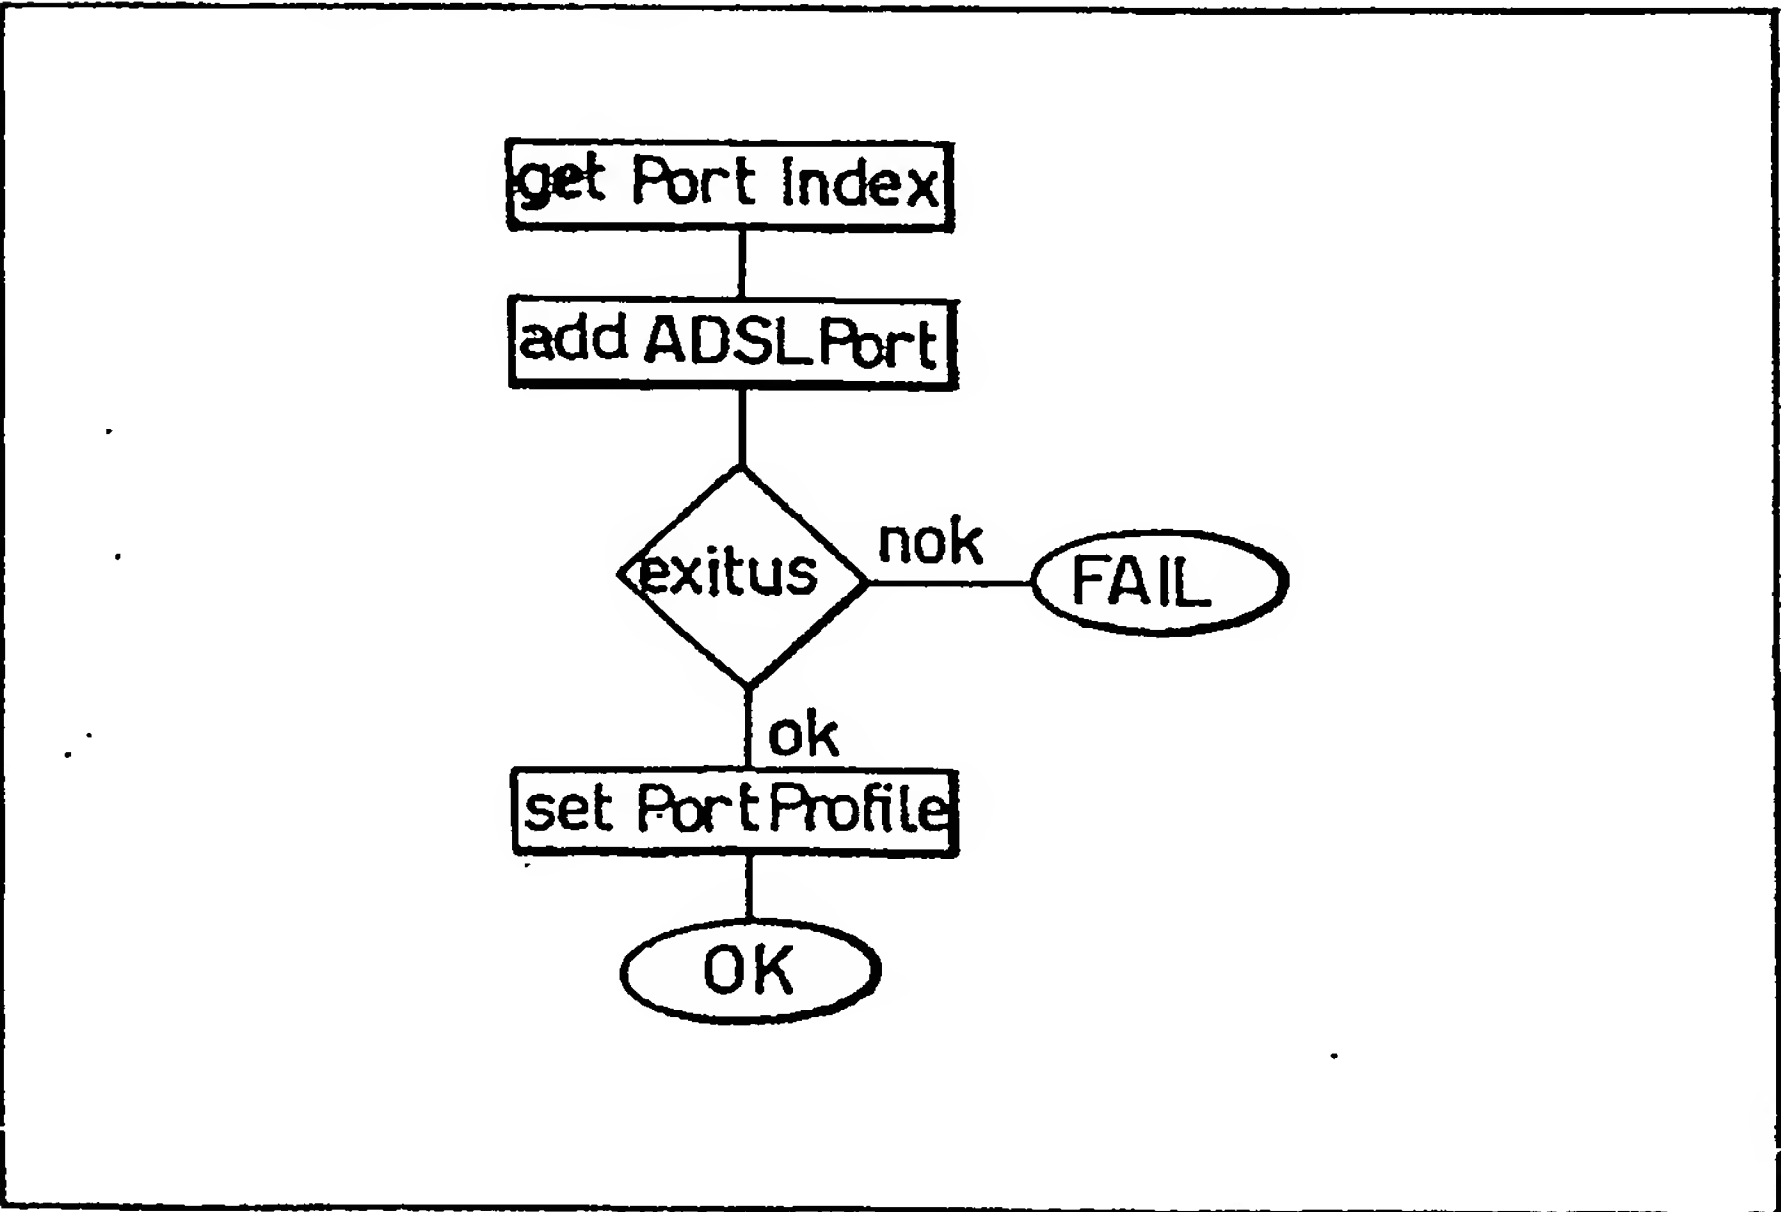 get Port Index
add ADSL Port
exitus
nok
FAIL
ok
set Port Profile
OK